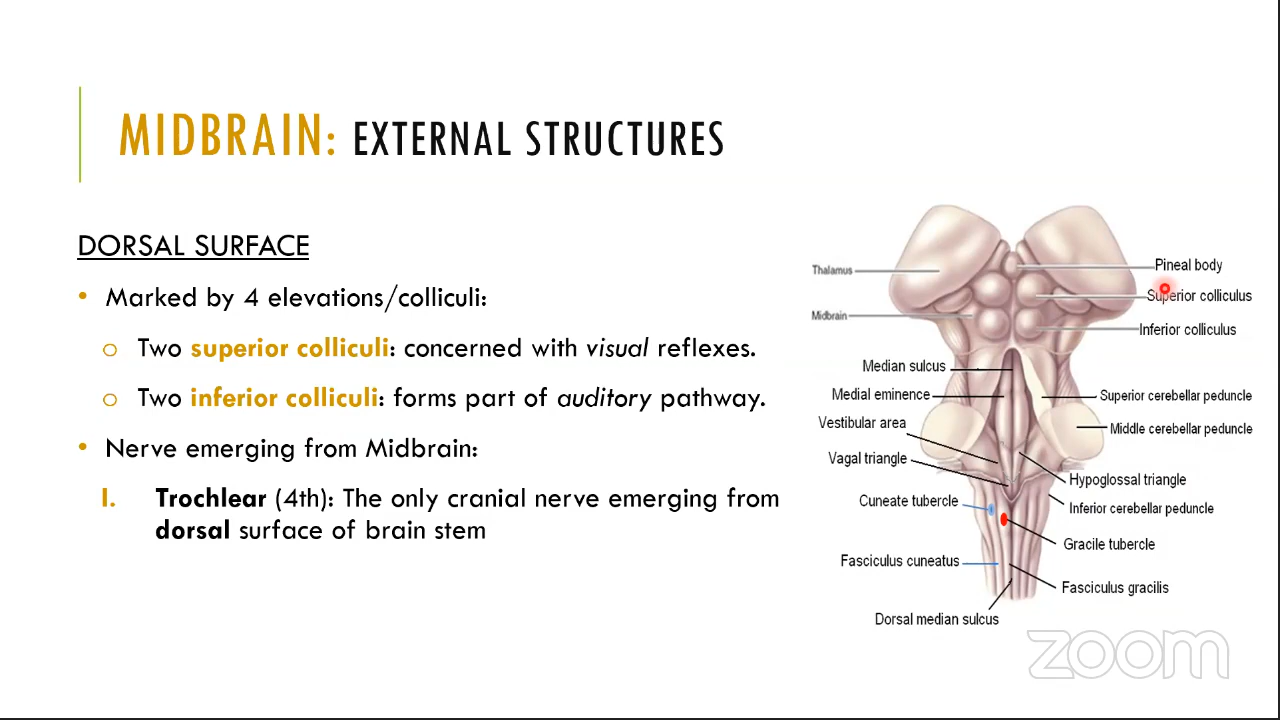 MIDBRAIN: EXTERNAL STRUCTURES
DORSAL SURFACE
• Marked by 4 elevations/colliculi:
o Two superior colliculi: concerned with visual reflexes.
o Two inferior colliculi: forms part of auditory pathway.
• Nerve emerging from Midbrain:
I. Trochlear (4th): The only cranial nerve emerging from
dorsal surface of brain stem
Thalamus
Midbrain
Median sulcus
Medial eminence
Vestibular area
Vagal triangle
Cuneate tubercle
Fasciculus cuneatus
Dorsal median sulcus
Pineal body
Superior colliculus
Inferior colliculus
Superior cerebellar peduncle
Middle cerebellar peduncle
Hypoglossal triangle
Inferior cerebellar peduncle
Gracile tubercle
Fasciculus gracilis
zoom